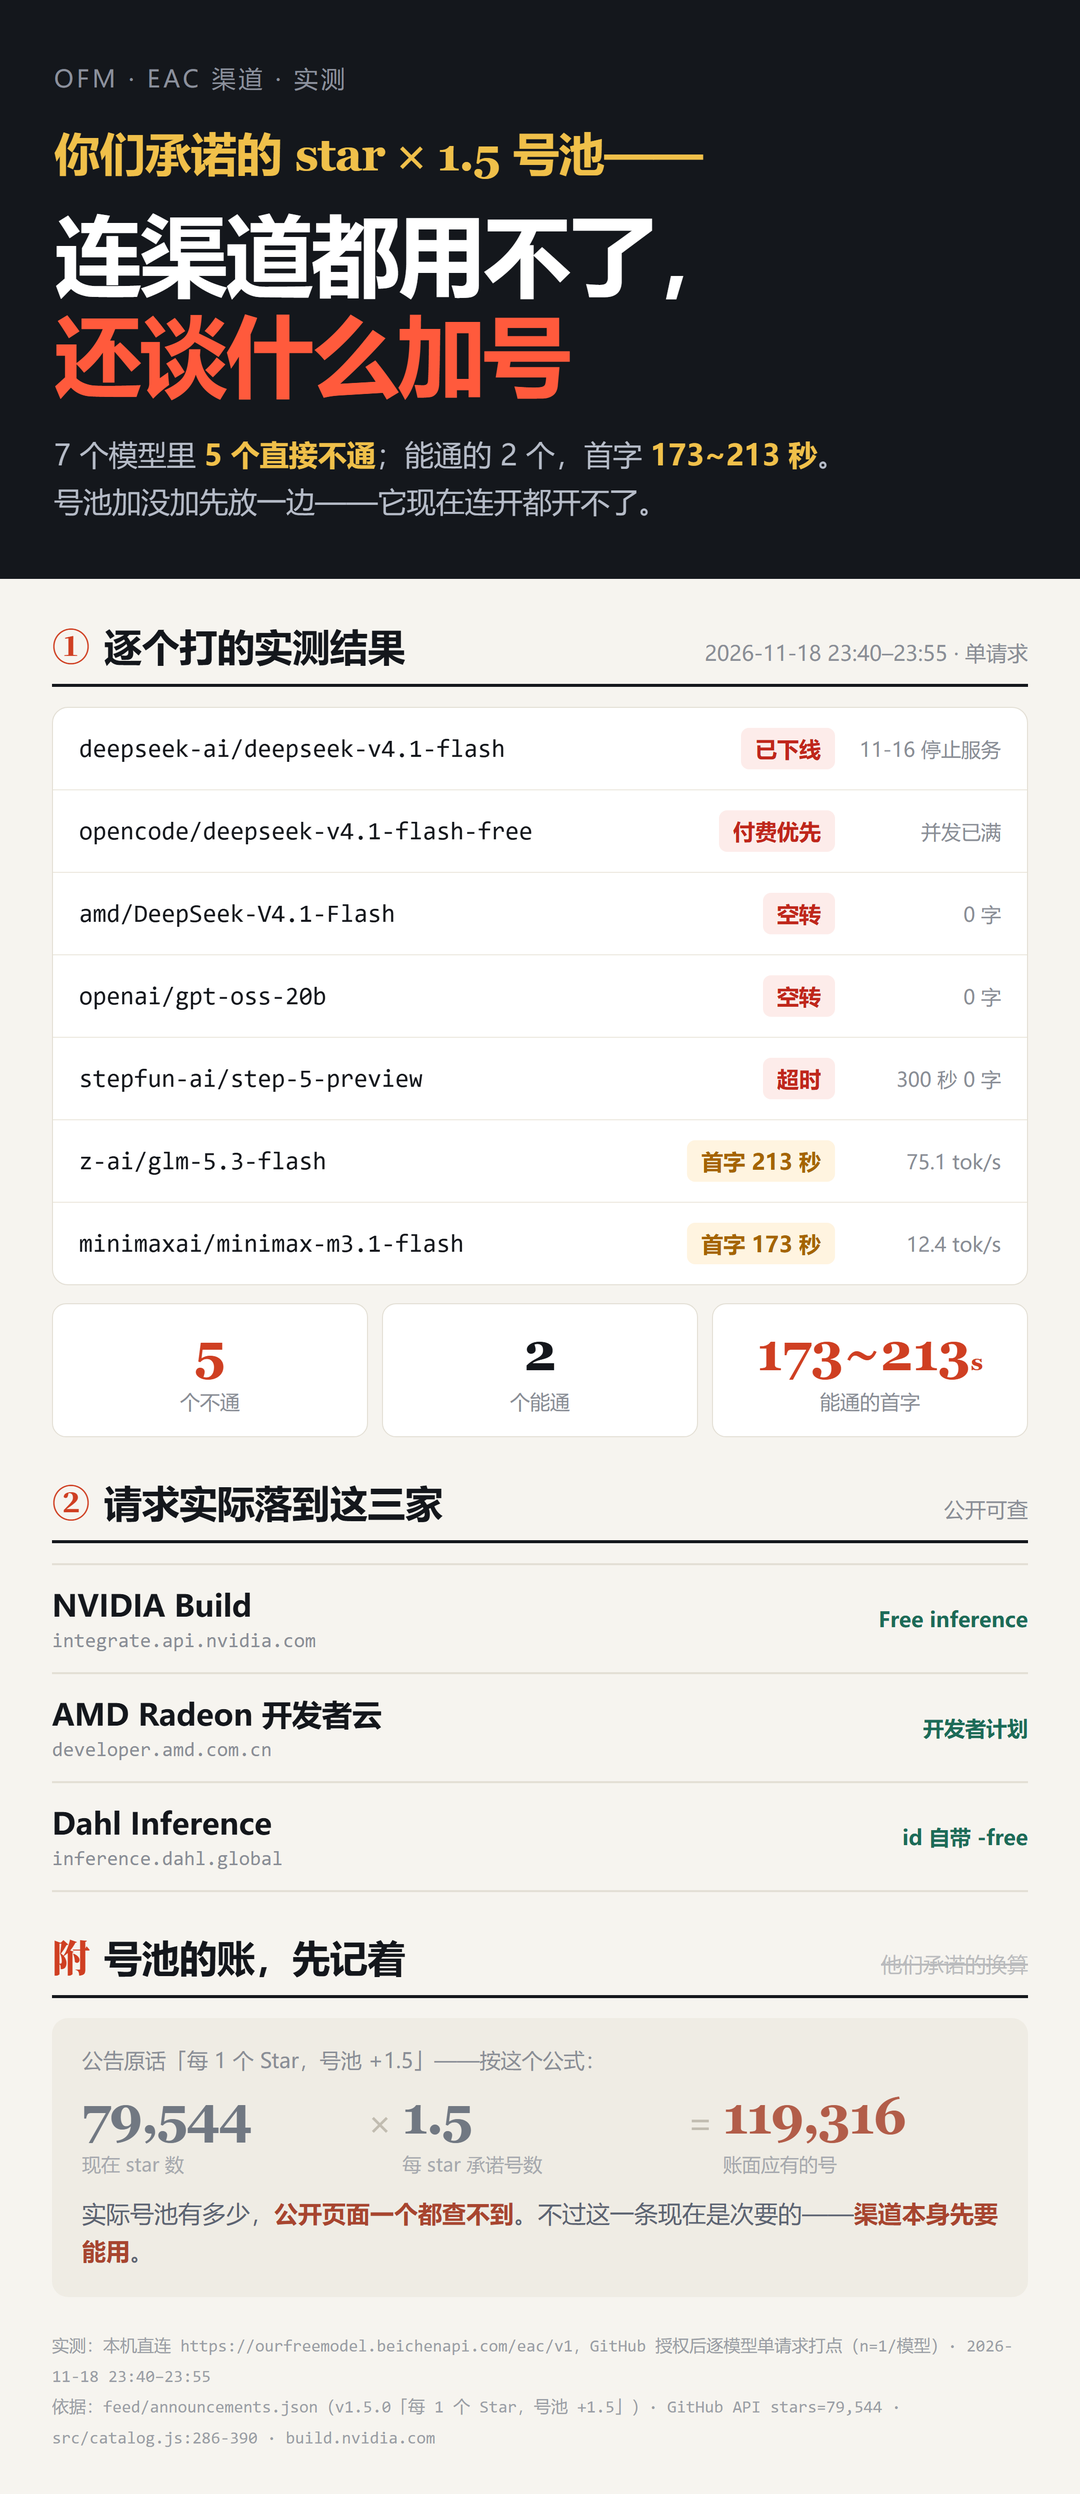 OFM · EAC 渠道 · 实测
你们承诺的 star × 1.5 号池——
连渠道都用不了，
还谈什么加号
7 个模型里 5 个直接不通；能通的 2 个，首字 173~213 秒。
号池加没加先放一边——它现在连开都开不了。
① 逐个打的实测结果 2026-11-18 23:40–23:55 · 单请求
deepseek-ai/deepseek-v4.1-flash 已下线 11-16 停止服务
opencode/deepseek-v4.1-flash-free 付费优先 并发已满
amd/DeepSeek-V4.1-Flash 空转 0 字
openai/gpt-oss-20b 空转 0 字
stepfun-ai/step-5-preview 超时 300 秒 0 字
z-ai/glm-5.3-flash 首字 213 秒 75.1 tok/s
minimaxai/minimax-m3.1-flash 首字 173 秒 12.4 tok/s
5 2 173~213s
个不通 个能通 能通的首字
② 请求实际落到这三家 公开可查
NVIDIA Build Free inference
integrate.api.nvidia.com
AMD Radeon 开发者云 开发者计划
developer.amd.com.cn
Dahl Inference id 自带 -free
inference.dahl.global
附 号池的账，先记着 他们承诺的换算
公告原话「每 1 个 Star，号池 +1.5」——按这个公式：
79,544 × 1.5 = 119,316
现在 star 数 每 star 承诺号数 账面应有的号
实际号池有多少，公开页面一个都查不到。不过这一条现在是次要的——渠道本身先要
能用。
实测：本机直连 https://ourfreemodel.beichenapi.com/eac/v1，GitHub 授权后逐模型单请求打点（n=1/模型）· 2026-
11-18 23:40–23:55
依据：feed/announcements.json（v1.5.0「每 1 个 Star，号池 +1.5」）· GitHub API stars=79,544 ·
src/catalog.js:286-390 · build.nvidia.com